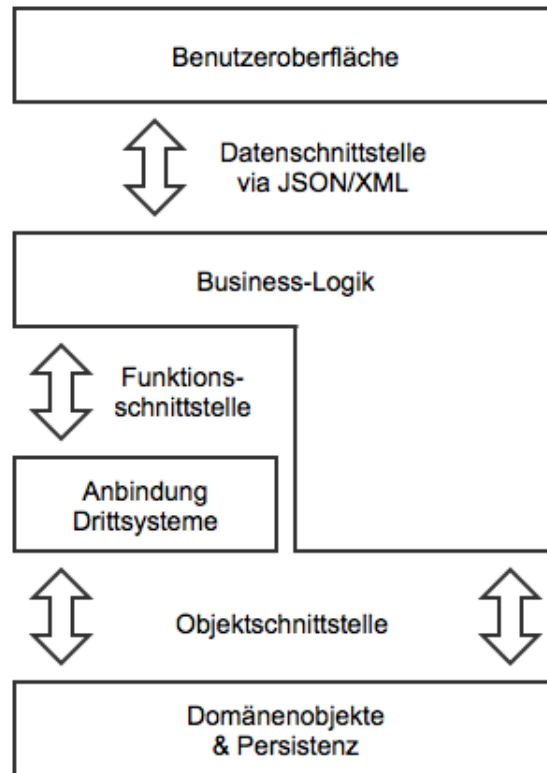 Benutzeroberfläche
Datenschnittstelle
via JSON/XML
Business-Logik
Funktions-
schnittstelle
Anbindung
Drittsysteme
Objektschnittstelle
Domänenobjekte
& Persistenz